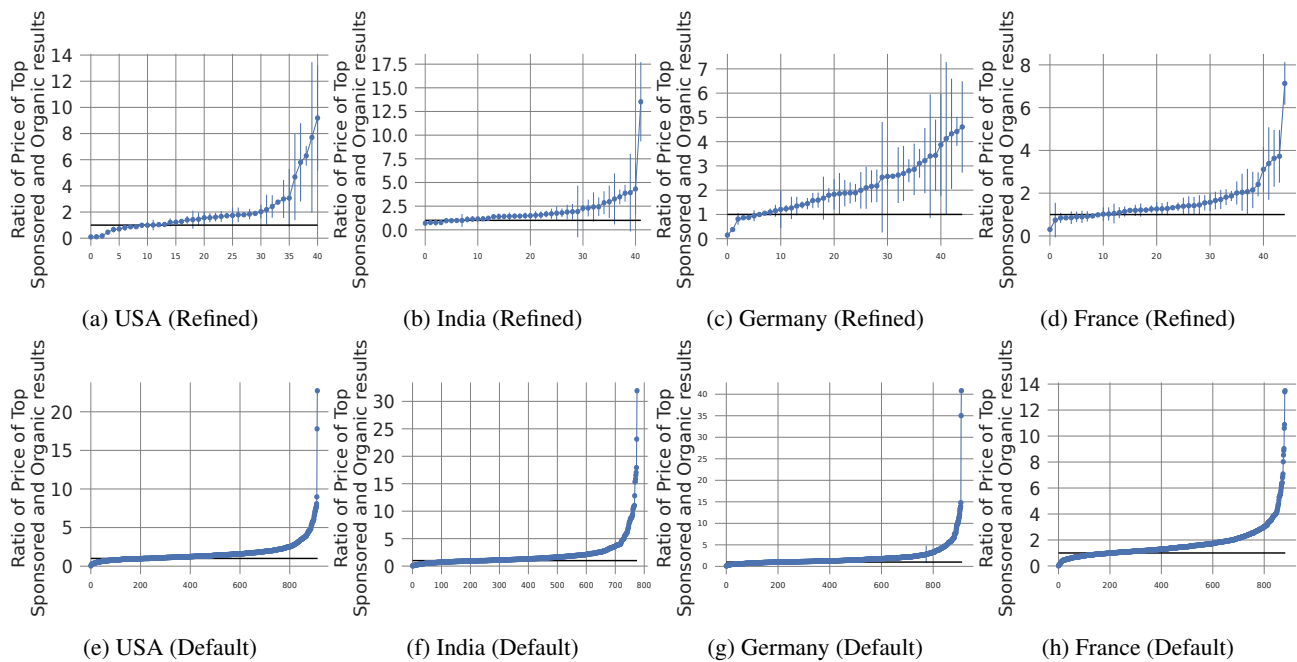 Ratio of Price of Top
Sponsored and Organic results
14
12
10
8
6
4
2
0
0 5 10 15 20 25 30 35 40
(a) USA (Refined)
Ratio of Price of Top
Sponsored and Organic results
17.5
15.0
12.5
10.0
7.5
5.0
2.5
0.0
0 10 20 30 40
(b) India (Refined)
Ratio of Price of Top
Sponsored and Organic results
7
6
5
4
3
2
1
0
0 10 20 30 40
(c) Germany (Refined)
Ratio of Price of Top
Sponsored and Organic results
8
6
4
2
0
0 10 20 30 40
(d) France (Refined)
Ratio of Price of Top
Sponsored and Organic results
20
15
10
5
0
0 200 400 600 800
(e) USA (Default)
Ratio of Price of Top
Sponsored and Organic results
30
25
20
15
10
5
0
0 100 200 300 400 500 600 700 800
(f) India (Default)
Ratio of Price of Top
Sponsored and Organic results
40
35
30
25
20
15
10
5
0
0 200 400 600 800
(g) Germany (Default)
Ratio of Price of Top
Sponsored and Organic results
14
12
10
8
6
4
2
0
0 200 400 600 800
(h) France (Default)